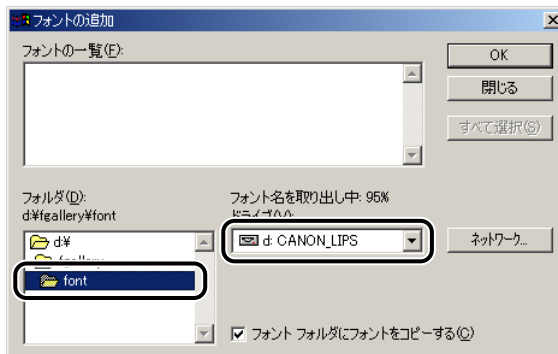 フォントの追加
フォントの一覧(F):
OK
閉じる
すべて選択(S)
フォルダ(D):
d:¥fgallery¥font
フォント名を取り出し中: 95%
d:¥
font
d: CANON_LIPS
ネットワーク...
フォント フォルダにフォントをコピーする(C)